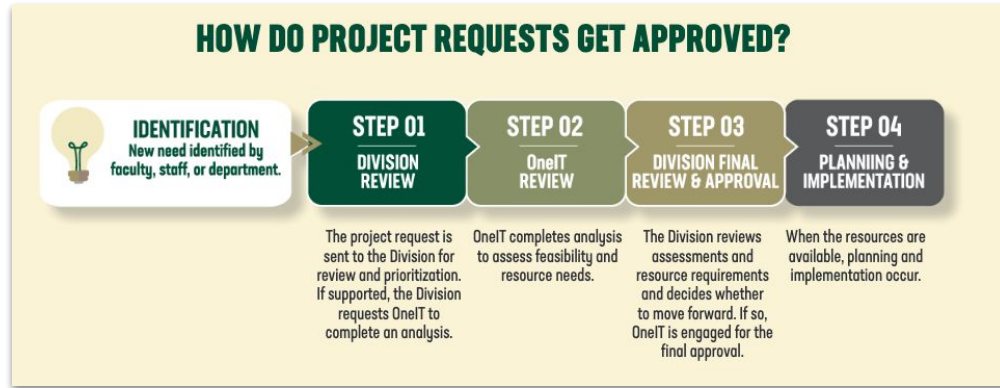 HOW DO PROJECT REQUESTS GET APPROVED?
IDENTIFICATION
New need identified by
faculty, staff, or department.
STEP 01
DIVISION
REVIEW
The project request is
sent to the Division for
review and prioritization.
If supported, the Division
requests OneIT to
complete an analysis.
STEP 02
OneIT
REVIEW
OneIT completes analysis
to assess feasibility and
resource needs.
STEP 03
DIVISION FINAL
REVIEW & APPROVAL
The Division reviews
assessments and
resource requirements
and decides whether
to move forward. If so,
OneIT is engaged for the
final approval.
STEP 04
PLANNIING &
IMPLEMENTATION
When the resources are
available, planning and
implementation occur.